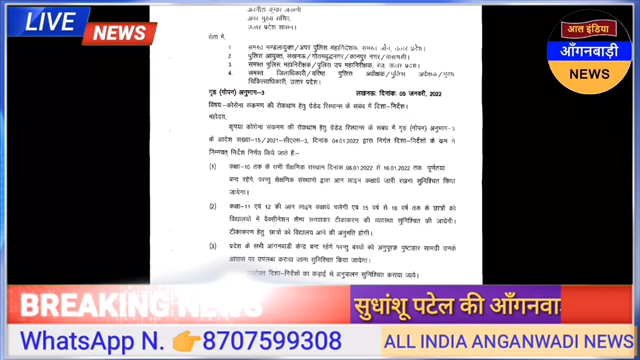 LIVE
NEWS
आल इंडिया
आँगनबाड़ी
NEWS
अवनीश कुमार अवस्थी
अपर मुख्य सचिव,
उत्तर प्रदेश शासन।
सेवा में,
1 समस्त मण्डलायुक्त/अपर पुलिस महानिदेशक समस्त जोन, उत्तर प्रदेश।
2 पुलिस आयुक्त, लखनऊ/गौतमबुद्धनगर/कानपुर नगर/वाराणसी।
3 समस्त पुलिस महानिरीक्षक/पुलिस उप महानिरीक्षक, रेंज, उत्तर प्रदेश।
4 समस्त जिलाधिकारी/वरिष्ठ पुलिस अधीक्षक/पुलिस अधीक्षक/मुख्य
चिकित्साधिकारी, उत्तर प्रदेश।
गृह (गोपन) अनुभाग-3 लखनऊ दिनांक: 05 जनवरी, 2022
विषय-कोरोना संक्रमण की रोकथाम हेतु ग्रेडेड रिस्पान्स के संबंध में दिशा-निर्देश।
महोदय,
कृपया कोरोना संक्रमण की रोकथाम हेतु ग्रेडेड रिस्पान्स के संबंध में गृह (गोपन) अनुभाग-3
के आदेश संख्या-15/2021-सीएक्स-3, दिनांक 04.01.2022 द्वारा निर्गत दिशा-निर्देशों के क्रम में
निम्नवत् निर्देश निर्गत किये जाते है:-
(1) कक्षा-10 तक के सभी शैक्षणिक संस्थान दिनांक 06.01.2022 से 16.01.2022 तक पूर्णतया
बन्द रहेंगे, परन्तु शैक्षणिक संस्थानो द्वारा आन लाइन कक्षायें जारी रखना सुनिश्चित किया
जायेगा।
(2) कक्षा-11 एवं 12 की आन लाइन कक्षायें चलेगी एवं 15 वर्ष से 18 वर्ष तक के छात्रो को
विद्यालयों में वैक्सीनेशन कैम्प लगवाकर टीकाकरण की व्यवस्था सुनिश्चित की जायेगी।
टीकाकरण हेतु छात्रो को विद्यालय आने की अनुमति होगी।
(3) प्रदेश के सभी आंगनवाडी केन्द्र बन्द रहेंगे परन्तु बच्चो को अनुपूरक पुष्टाहार सामग्री उनके
आवास पर उपलब्ध कराया जाना सुनिश्चित किया जायेगा।
दिशा-निर्देशों का कड़ाई से अनुपालन सुनिश्चित कराया जाये।
BREAKING NEWS
सुधांशू पटेल की आँगनवाड़ी
WhatsApp N. 👉8707599308
ALL INDIA ANGANWADI NEWS